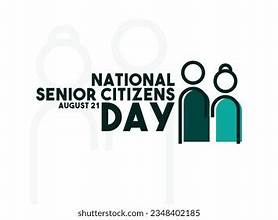 NATIONAL
SENIOR CITIZENS
AUGUST 21
DAY
shutterstock.com · 2348402185